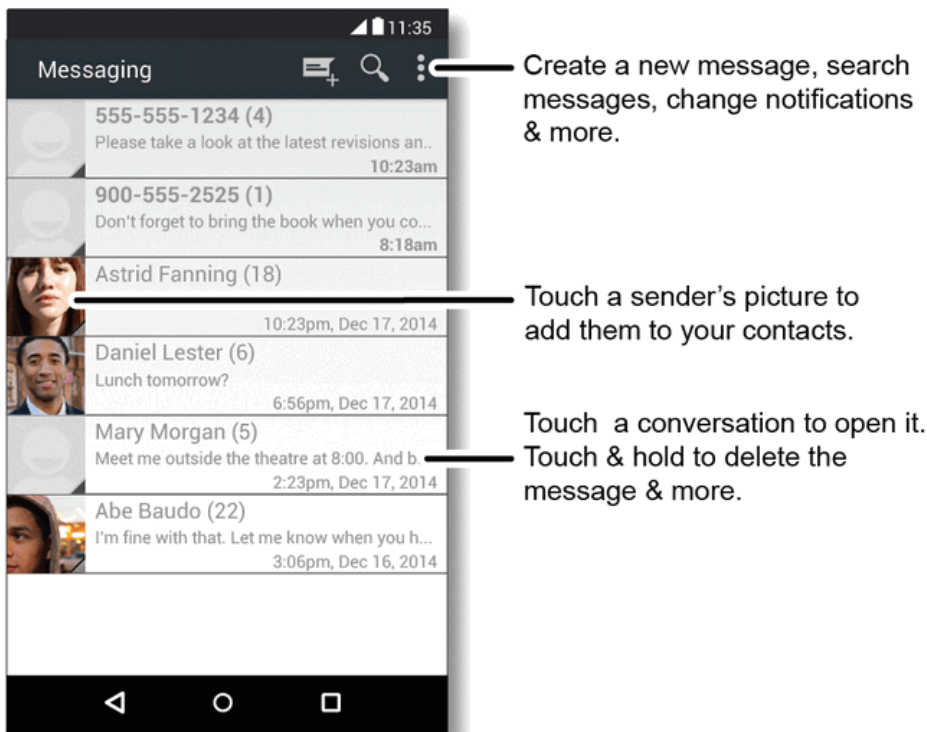 11:35
Messaging
Create a new message, search
messages, change notifications
& more.
555-555-1234 (4)
Please take a look at the latest revisions an..
10:23am
900-555-2525 (1)
Don't forget to bring the book when you co...
8:18am
Astrid Fanning (18)
10:23pm, Dec 17, 2014
Touch a sender's picture to
add them to your contacts.
Daniel Lester (6)
Lunch tomorrow?
6:56pm, Dec 17, 2014
Mary Morgan (5)
Meet me outside the theatre at 8:00. And b.
2:23pm, Dec 17, 2014
Touch  a conversation to open it.
Touch & hold to delete the
message & more.
Abe Baudo (22)
I'm fine with that. Let me know when you h...
3:06pm, Dec 16, 2014